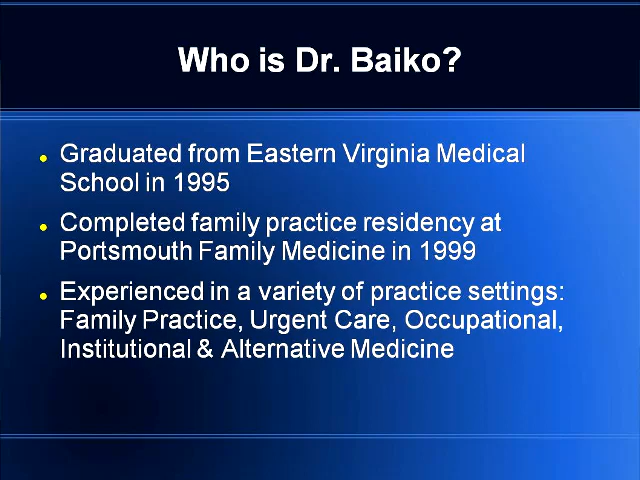 Who is Dr. Baiko?
Graduated from Eastern Virginia Medical
School in 1995
Completed family practice residency at
Portsmouth Family Medicine in 1999
Experienced in a variety of practice settings:
Family Practice, Urgent Care, Occupational,
Institutional & Alternative Medicine